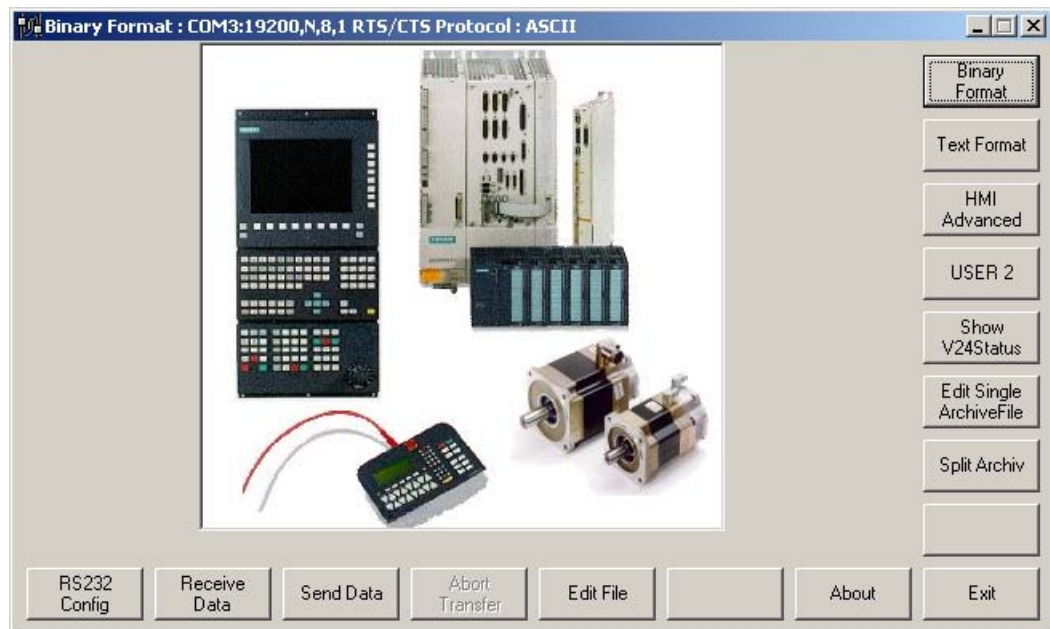 Binary Format : COM3:19200,N,8,1 RTS/CTS Protocol : ASCII
Binary
Format
Text Format
HMI
Advanced
USER 2
Show
V24Status
Edit Single
ArchiveFile
Split Archiv
RS232
Config
Receive
Data
Send Data
Abort
Transfer
Edit File
About
Exit